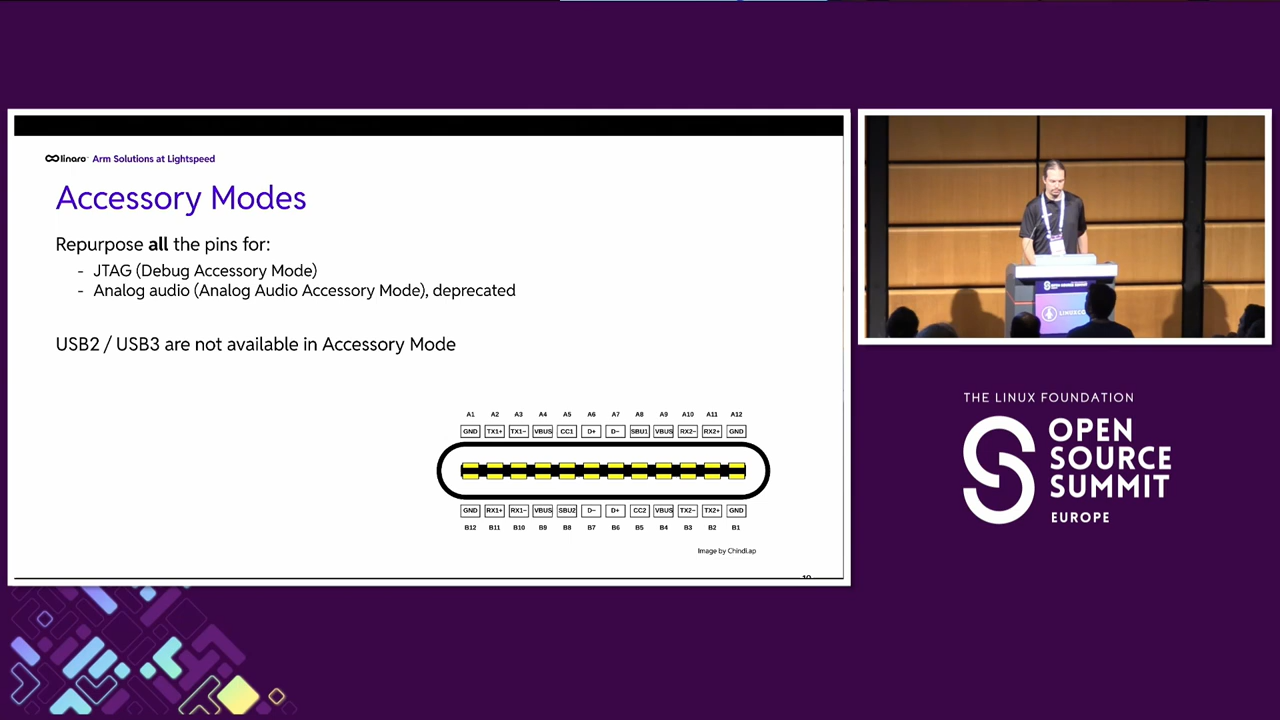 linaro Arm Solutions at Lightspeed
Accessory Modes
Repurpose all the pins for:
- JTAG (Debug Accessory Mode)
- Analog audio (Analog Audio Accessory Mode), deprecated
USB2 / USB3 are not available in Accessory Mode
A1 A2 A3 A4 A5 A6 A7 A8 A9 A10 A11 A12
GND TX1+ TX1− VBUS CC1 D+ D− SBU1 VBUS RX2− RX2+ GND
GND RX1+ RX1− VBUS SBU2 D− D+ CC2 VBUS TX2− TX2+ GND
B12 B11 B10 B9 B8 B7 B6 B5 B4 B3 B2 B1
Image by Chindi.ap
THE LINUX FOUNDATION
OPEN
SOURCE
SUMMIT
EUROPE